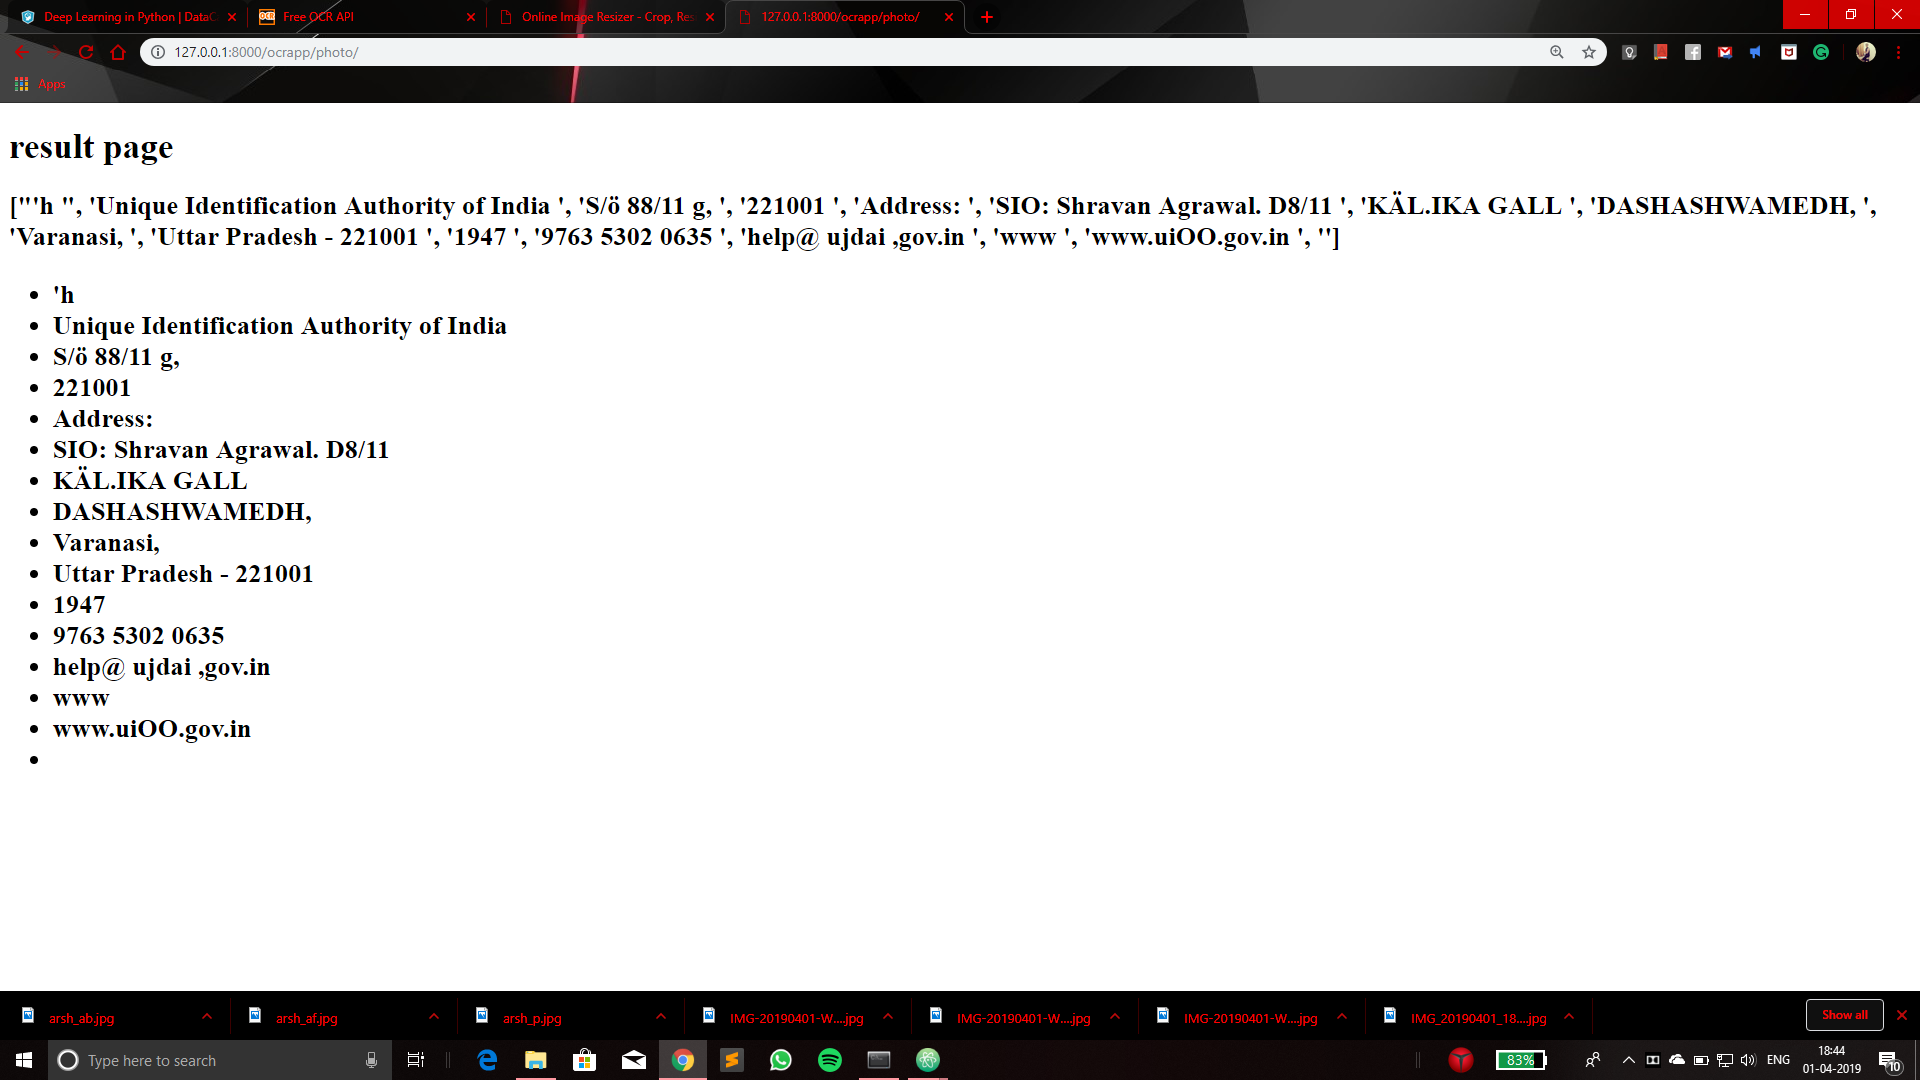 Deep Learning in Python | DataC
Free OCR API
Online Image Resizer - Crop, Res
127.0.0.1:8000/ocrapp/photo/
127.0.0.1:8000/ocrapp/photo/
Apps
result page
["'h ", 'Unique Identification Authority of India ', 'S/ö 88/11 g, ', '221001 ', 'Address: ', 'SIO: Shravan Agrawal. D8/11 ', 'KÄL.IKA GALL ', 'DASHASHWAMEDH, ',
'Varanasi, ', 'Uttar Pradesh - 221001 ', '1947 ', '9763 5302 0635 ', 'help@ ujdai ,gov.in ', 'www ', 'www.uiOO.gov.in ', '']
'h
Unique Identification Authority of India
S/ö 88/11 g,
221001
Address:
SIO: Shravan Agrawal. D8/11
KÄL.IKA GALL
DASHASHWAMEDH,
Varanasi,
Uttar Pradesh - 221001
1947
9763 5302 0635
help@ ujdai ,gov.in
www
www.uiOO.gov.in
arsh_ab.jpg
arsh_af.jpg
arsh_p.jpg
IMG-20190401-W....jpg
IMG-20190401-W....jpg
IMG-20190401-W....jpg
IMG_20190401_18....jpg
Show all
Type here to search
83%
ENG
18:44
01-04-2019
10